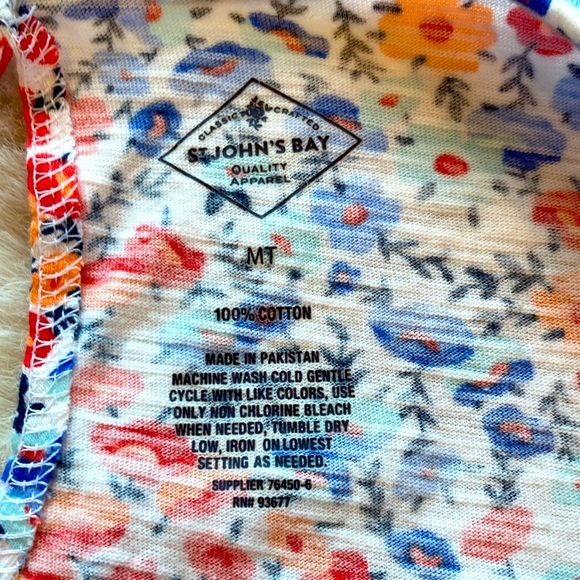 CLASSIC CRAFTED
ST JOHN'S BAY
QUALITY
APPAREL
MT
100% COTTON
MADE IN PAKISTAN
MACHINE WASH COLD GENTLE
CYCLE WITH LIKE COLORS, USE
ONLY NON CHLORINE BLEACH
WHEN NEEDED, TUMBLE DRY
LOW, IRON ON LOWEST
SETTING AS NEEDED.
SUPPLIER 76450-6
RN# 93677